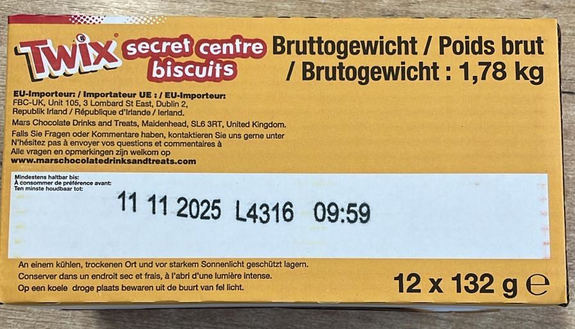 TWIX secret centre biscuits
Bruttogewicht / Poids brut
/ Brutogewicht : 1,78 kg
EU-Importeur: / Importateur UE : / EU-Importeur:
FBC-UK, Unit 105, 3 Lombard St East, Dublin 2,
Republik Irland / République d'Irlande / Ierland.
Mars Chocolate Drinks and Treats, Maidenhead, SL6 3RT, United Kingdom.
Falls Sie Fragen oder Kommentare haben, kontaktieren Sie uns gerne unter
N'hésitez pas à envoyer vos questions et commentaires à
Alle vragen en opmerkingen zijn welkom op
www.marschocolatedrinksandtreats.com
Mindestens haltbar bis:
À consommer de préférence avant:
Ten minste houdbaar tot:
11 11 2025 L4316 09:59
An einem kühlen, trockenen Ort und vor starkem Sonnenlicht geschützt lagern.
Conserver dans un endroit sec et frais, à l'abri d'une lumière intense.
Op een koele droge plaats bewaren uit de buurt van fel licht.
12 x 132 g e